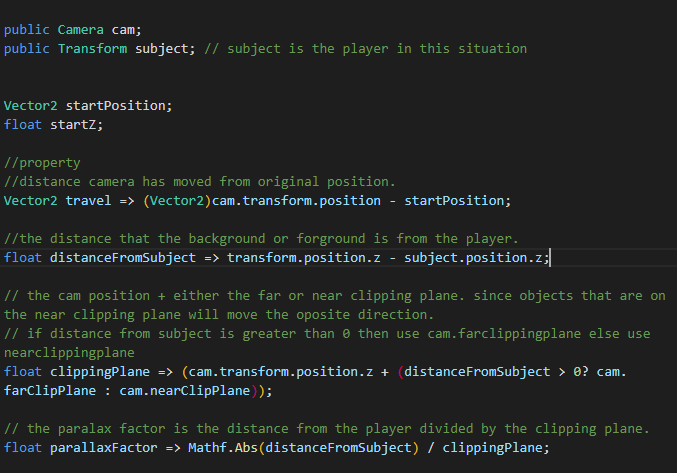 public Camera cam;
public Transform subject; // subject is the player in this situation
Vector2 startPosition;
float startZ;
//property
//distance camera has moved from original position.
Vector2 travel => (Vector2)cam.transform.position - startPosition;
//the distance that the background or forground is from the player.
float distanceFromSubject => transform.position.z - subject.position.z;
// the cam position + either the far or near clipping plane. since objects that are on
the near clipping plane will move the oposite direction.
// if distance from subject is greater than 0 then use cam.farclippingplane else use
nearclippingplane
float clippingPlane => (cam.transform.position.z + (distanceFromSubject > 0? cam.
farClipPlane : cam.nearClipPlane));
// the paralax factor is the distance from the player divided by the clipping plane.
float parallaxFactor => Mathf.Abs(distanceFromSubject) / clippingPlane;